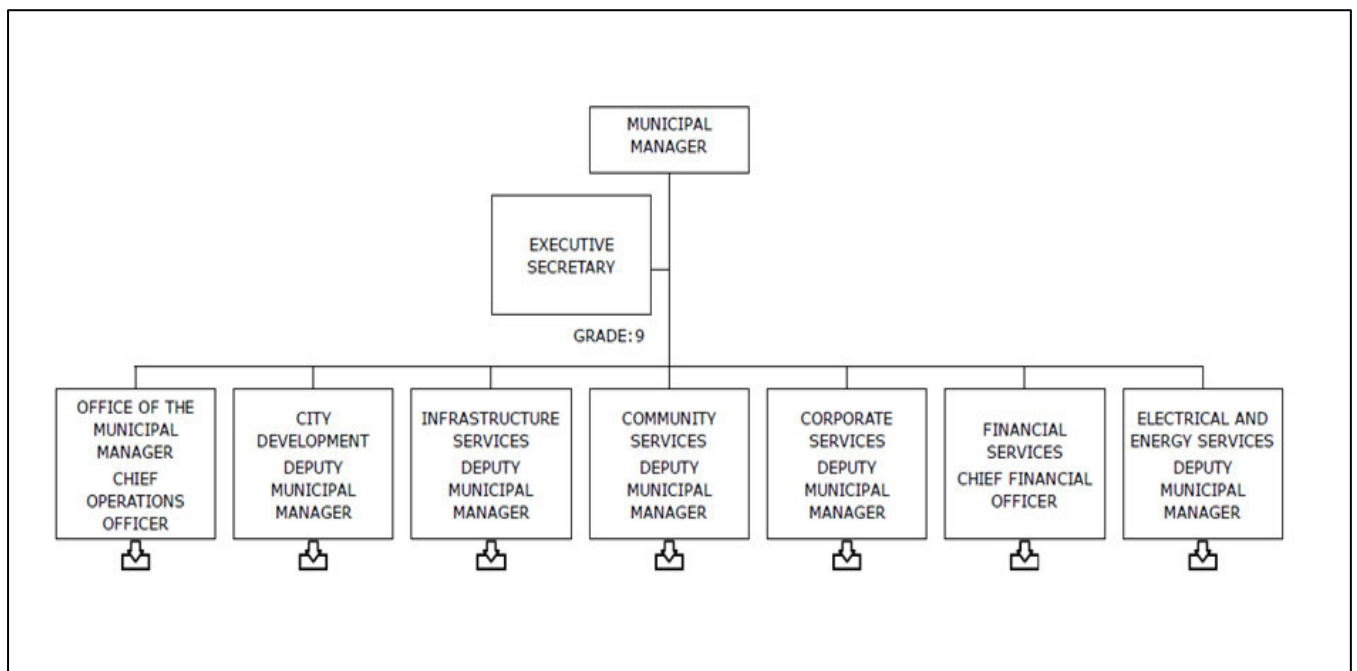 MUNICIPAL
MANAGER
EXECUTIVE
SECRETARY
GRADE:9
OFFICE OF THE
MUNICIPAL
MANAGER
CHIEF
OPERATIONS
OFFICER
CITY
DEVELOPMENT
DEPUTY
MUNICIPAL
MANAGER
INFRASTRUCTURE
SERVICES
DEPUTY
MUNICIPAL
MANAGER
COMMUNITY
SERVICES
DEPUTY
MUNICIPAL
MANAGER
CORPORATE
SERVICES
DEPUTY
MUNICIPAL
MANAGER
FINANCIAL
SERVICES
CHIEF FINANCIAL
OFFICER
ELECTRICAL AND
ENERGY SERVICES
DEPUTY
MUNICIPAL
MANAGER